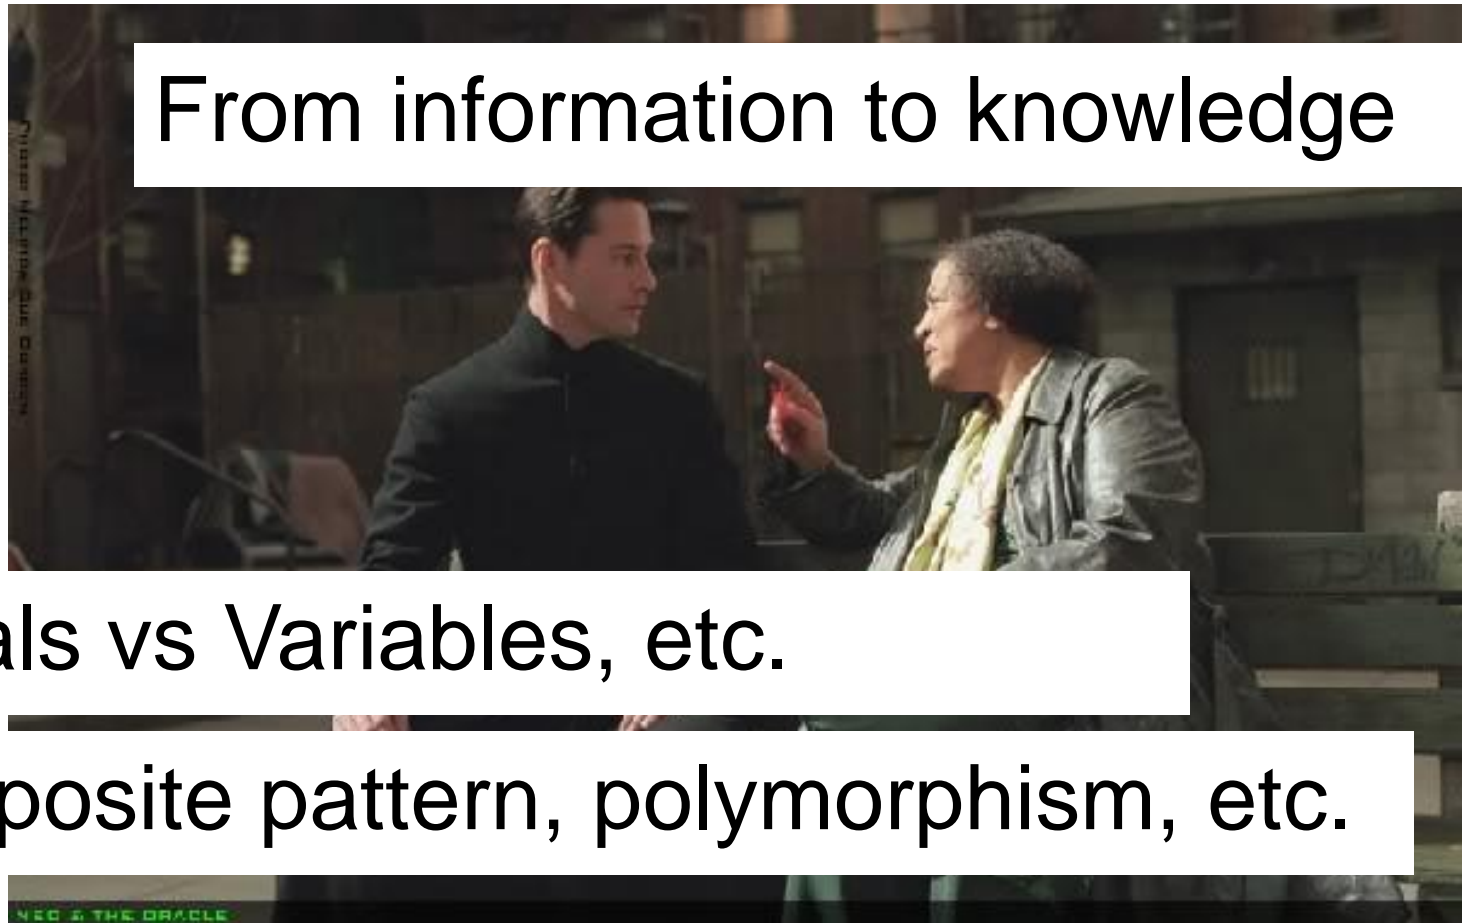 From information to knowledge
als vs Variables, etc.
posite pattern, polymorphism, etc.
NEO & THE ORACLE